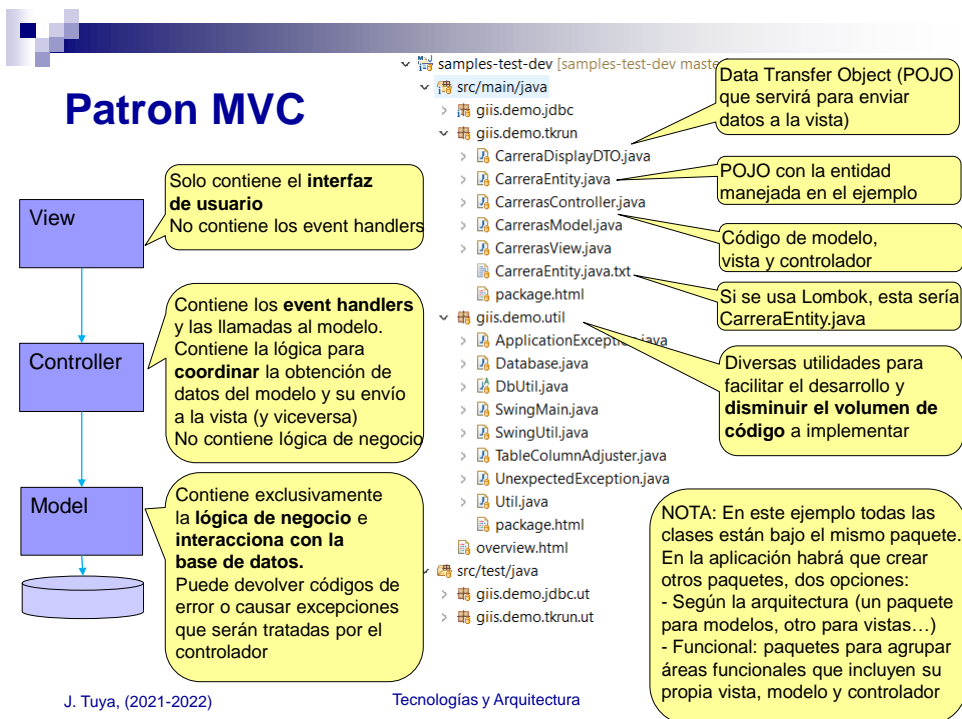 Patron MVC
View
Solo contiene el interfaz
de usuario
No contiene los event handlers
Controller
Contiene los event handlers
y las llamadas al modelo.
Contiene la lógica para
coordinar la obtención de
datos del modelo y su envío
a la vista (y viceversa)
No contiene lógica de negocio
Model
Contiene exclusivamente
la lógica de negocio e
interacciona con la
base de datos.
Puede devolver códigos de
error o causar excepciones
que serán tratadas por el
controlador
samples-test-dev [samples-test-dev maste
src/main/java
giis.demo.jdbc
giis.demo.tkrun
CarreraDisplayDTO.java
CarreraEntity.java
CarrerasController.java
CarrerasModel.java
CarrerasView.java
CarreraEntity.java.txt
package.html
giis.demo.util
ApplicationException.java
Database.java
DbUtil.java
SwingMain.java
SwingUtil.java
TableColumnAdjuster.java
UnexpectedException.java
Util.java
package.html
overview.html
src/test/java
giis.demo.jdbc.ut
giis.demo.tkrun.ut
Data Transfer Object (POJO
que servirá para enviar
datos a la vista)
POJO con la entidad
manejada en el ejemplo
Código de modelo,
vista y controlador
Si se usa Lombok, esta sería
CarreraEntity.java
Diversas utilidades para
facilitar el desarrollo y
disminuir el volumen de
código a implementar
NOTA: En este ejemplo todas las
clases están bajo el mismo paquete.
En la aplicación habrá que crear
otros paquetes, dos opciones:
- Según la arquitectura (un paquete
para modelos, otro para vistas…)
- Funcional: paquetes para agrupar
áreas funcionales que incluyen su
propia vista, modelo y controlador
J. Tuya, (2021-2022)
Tecnologías y Arquitectura